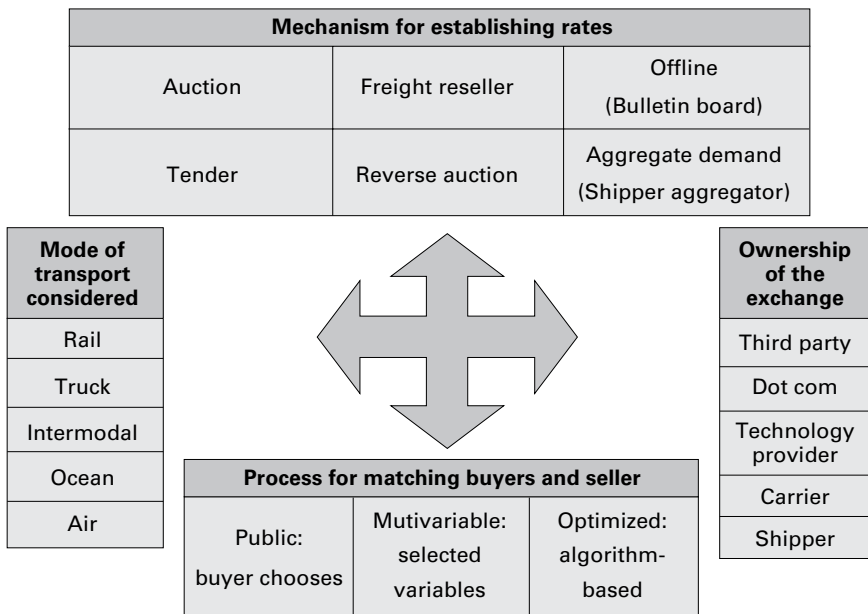 Mechanism for establishing rates
Auction
Freight reseller
Offline
(Bulletin board)
Tender
Reverse auction
Aggregate demand
(Shipper aggregator)
Mode of
transport
considered
Rail
Truck
Intermodal
Ocean
Air
Ownership
of the
exchange
Third party
Dot com
Technology
provider
Carrier
Shipper
Process for matching buyers and seller
Public:
buyer chooses
Mutivariable:
selected
variables
Optimized:
algorithm-
based